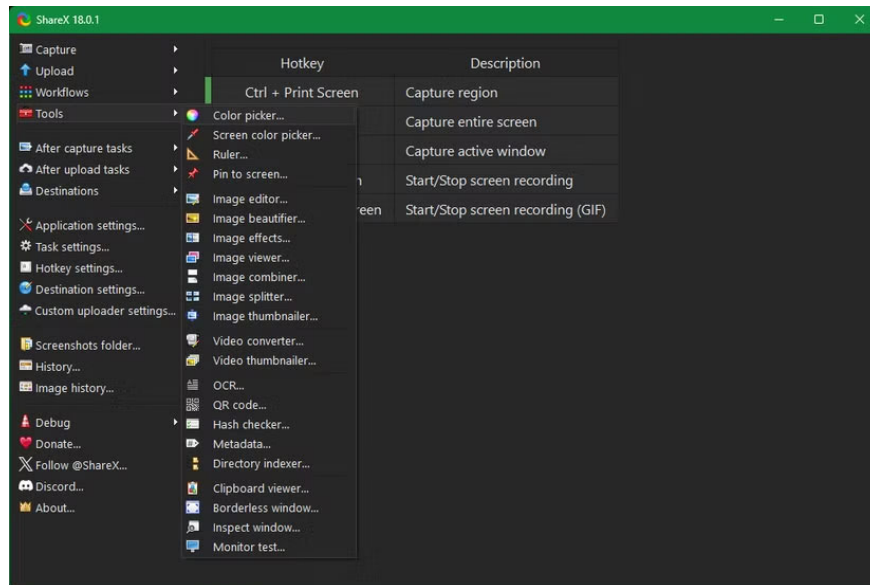 ShareX 18.0.1
Capture
Upload
Workflows
Tools
After capture tasks
After upload tasks
Destinations
Application settings...
Task settings...
Hotkey settings...
Destination settings...
Custom uploader settings...
Screenshots folder...
History...
Image history...
Debug
Donate...
Follow @ShareX...
Discord...
About...
Color picker...
Screen color picker...
Ruler...
Pin to screen...
Image editor...
Image beautifier...
Image effects...
Image viewer...
Image combiner...
Image splitter...
Image thumbnailer...
Video converter...
Video thumbnailer...
OCR...
QR code...
Hash checker...
Metadata...
Directory indexer...
Clipboard viewer...
Borderless window...
Inspect window...
Monitor test...
Hotkey Description
Ctrl + Print Screen Capture region
Capture entire screen
Capture active window
Start/Stop screen recording
Start/Stop screen recording (GIF)